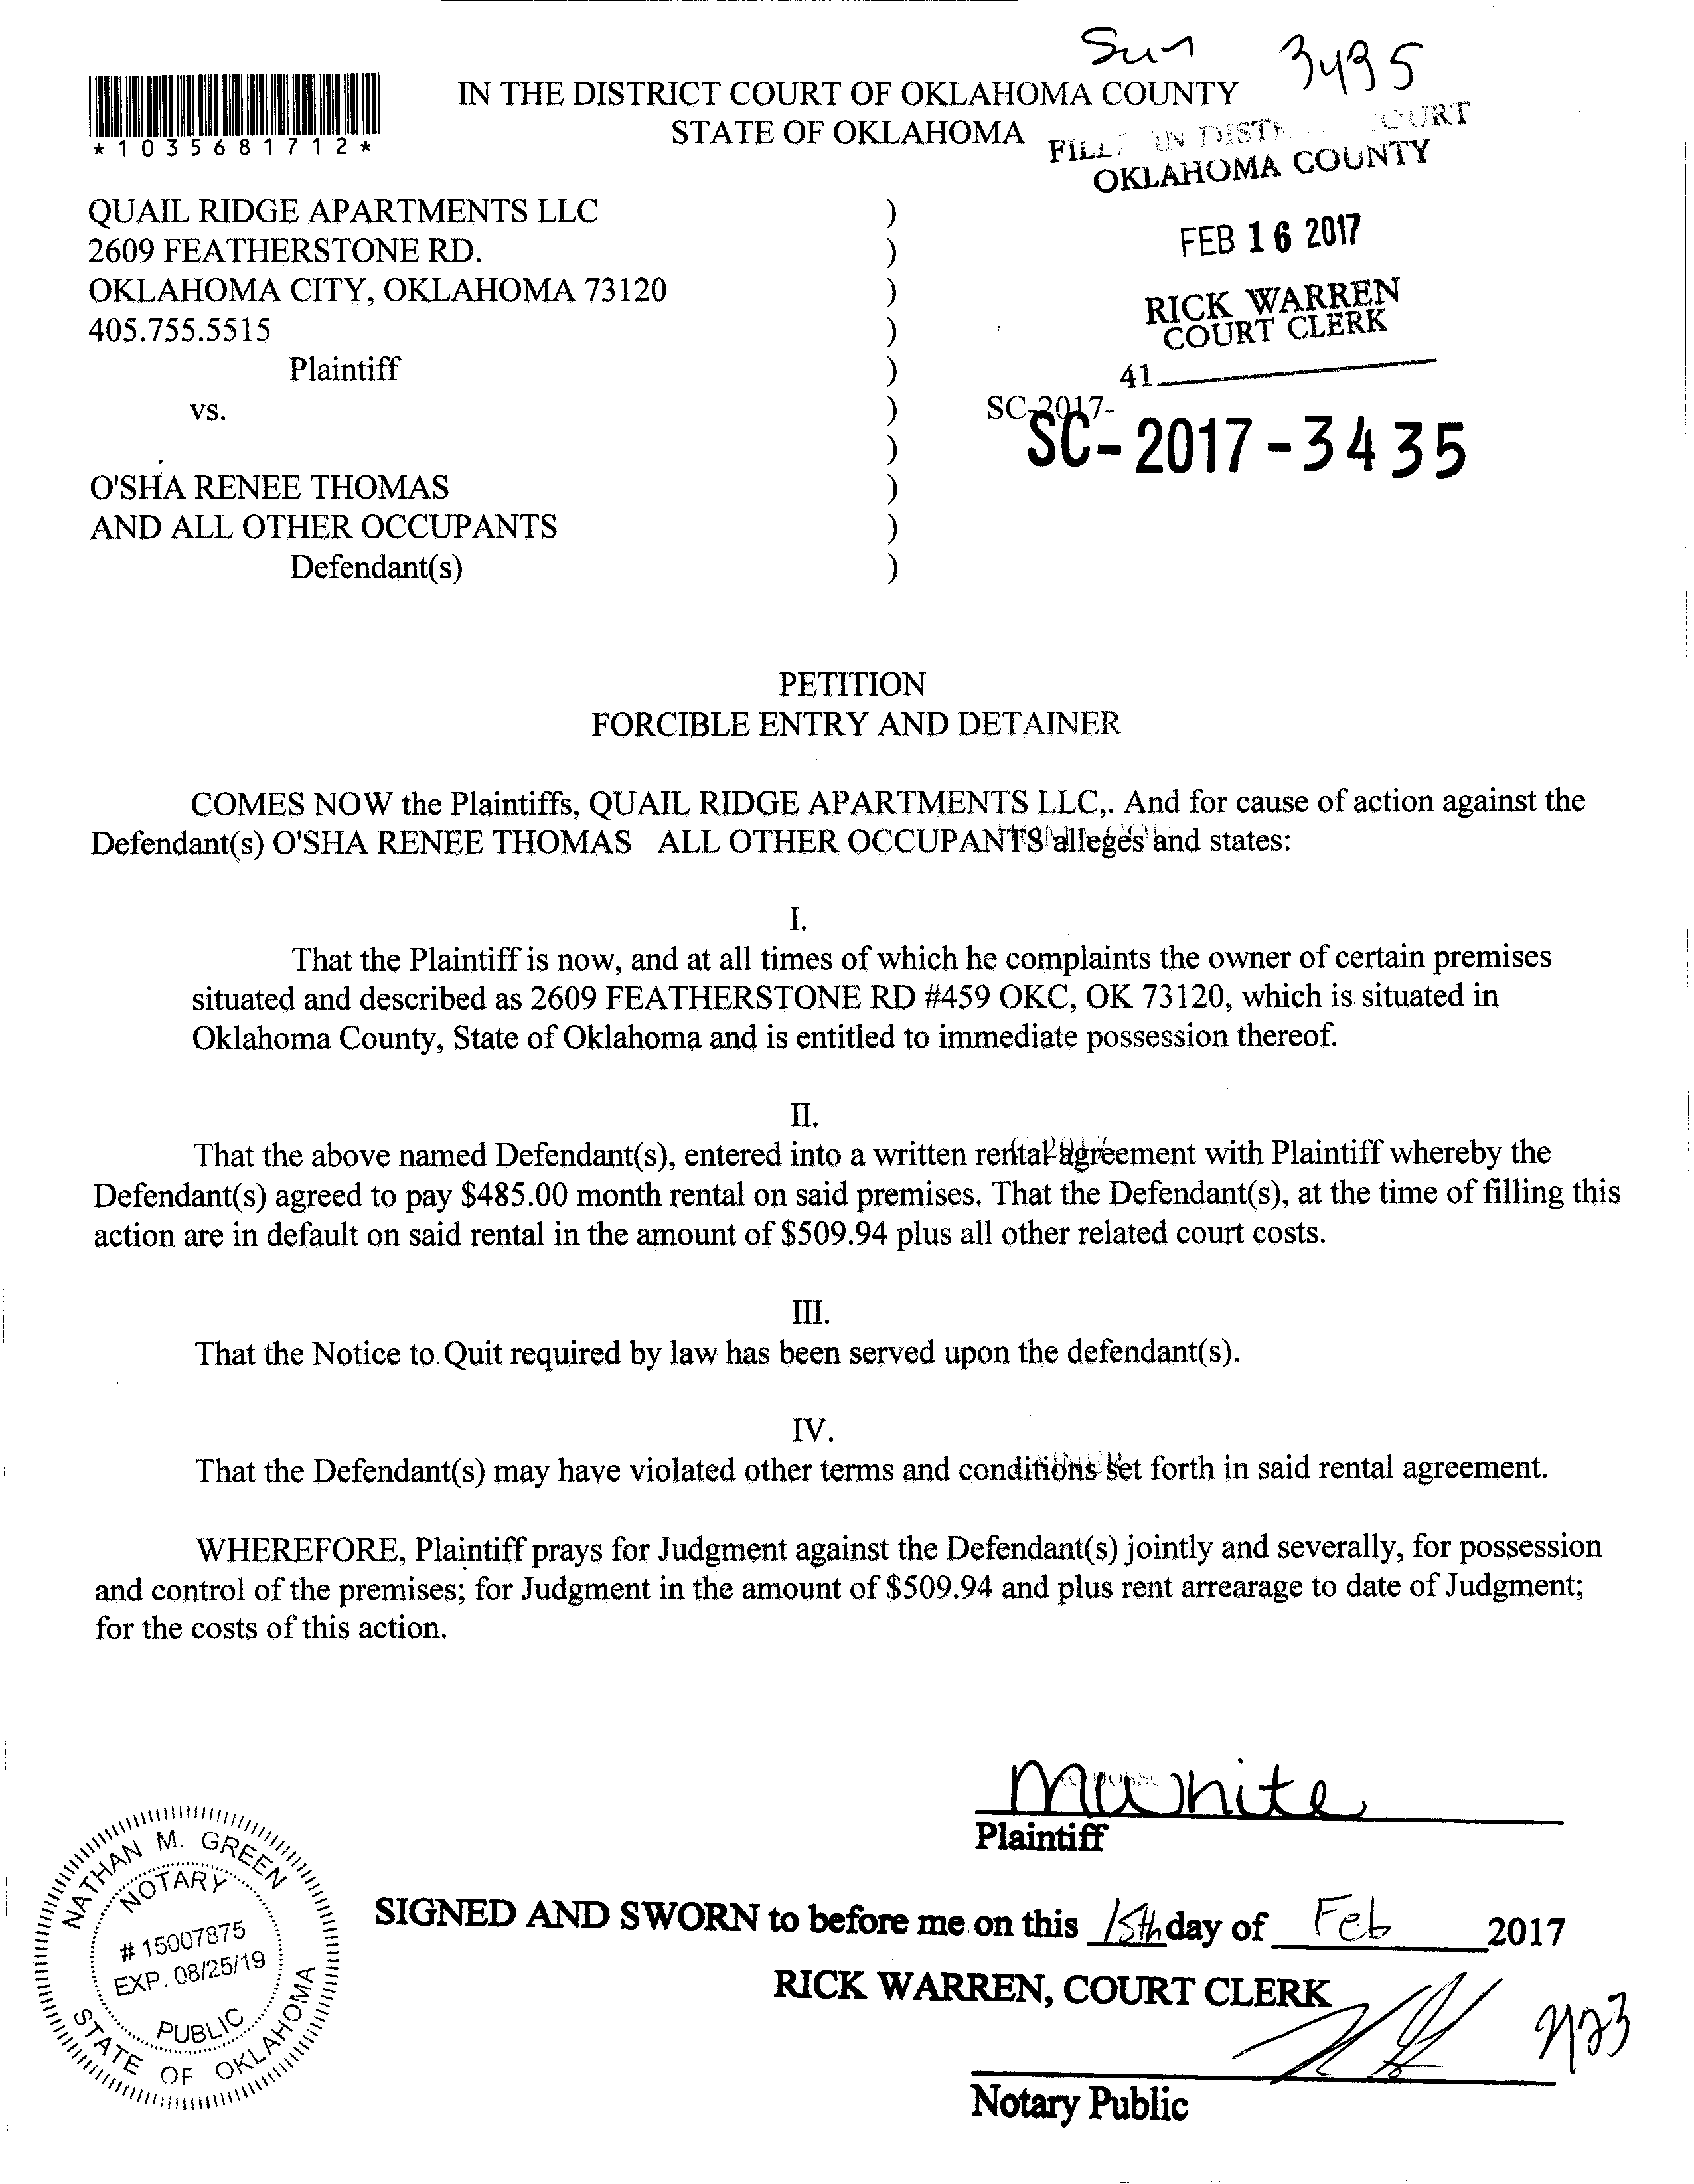 Sun 3435
*1035681712*
IN THE DISTRICT COURT OF OKLAHOMA COUNTY
STATE OF OKLAHOMA
IN DIST COURT
OKLAHOMA COUNTY
FEB 16 2017
RICK WARREN
COURT CLERK
41
QUAIL RIDGE APARTMENTS LLC )
2609 FEATHERSTONE RD. )
OKLAHOMA CITY, OKLAHOMA 73120 )
405.755.5515 )
Plaintiff )
vs. ) SC-2017-
) SC-2017-3435
O'SHA RENEE THOMAS )
AND ALL OTHER OCCUPANTS )
Defendant(s) )
PETITION
FORCIBLE ENTRY AND DETAINER
COMES NOW the Plaintiffs, QUAIL RIDGE APARTMENTS LLC,. And for cause of action against the
Defendant(s) O'SHA RENEE THOMAS ALL OTHER OCCUPANTS alleges and states:
I.
That the Plaintiff is now, and at all times of which he complaints the owner of certain premises
situated and described as 2609 FEATHERSTONE RD #459 OKC, OK 73120, which is situated in
Oklahoma County, State of Oklahoma and is entitled to immediate possession thereof.
II.
That the above named Defendant(s), entered into a written rental agreement with Plaintiff whereby the
Defendant(s) agreed to pay $485.00 month rental on said premises. That the Defendant(s), at the time of filling this
action are in default on said rental in the amount of $509.94 plus all other related court costs.
III.
That the Notice to Quit required by law has been served upon the defendant(s).
IV.
That the Defendant(s) may have violated other terms and conditions set forth in said rental agreement.
WHEREFORE, Plaintiff prays for Judgment against the Defendant(s) jointly and severally, for possession
and control of the premises; for Judgment in the amount of $509.94 and plus rent arrearage to date of Judgment;
for the costs of this action.
MWhite
Plaintiff
SIGNED AND SWORN to before me on this 15th day of Feb 2017
RICK WARREN, COURT CLERK
Notary Public
NATHAN M. GREEN
NOTARY
# 15007875
EXP. 08/25/19
PUBLIC
STATE OF OKLAHOMA